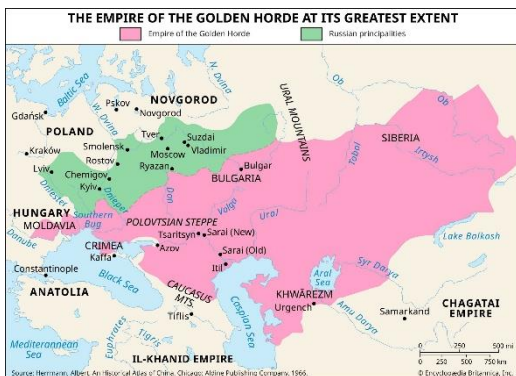 THE EMPIRE OF THE GOLDEN HORDE AT ITS GREATEST EXTENT
Empire of the Golden Horde
Russian principalities
Baltic Sea
N. Dvina
Ob
Ob
Pskov
NOVGOROD
Novgorod
Gdańsk
W. Dvina
URAL MOUNTAINS
POLAND
Tver
Suzdai
SIBERIA
Smolensk
Moscow
Vladimir
Tobol
Irtysh
Kraków
Rostov
Ryazan
Bulgar
Lviv
Chernigov
BULGARIA
Kyiv
Dnieper
Don
Volga
Ural
Dniester
HUNGARY
Southern
Bug
POLOVTSIAN STEPPE
MOLDAVIA
Tsaritsyn
Sarai (New)
Lake Balkash
Danube
CRIMEA
Azov
Sarai (Old)
Kaffa
Itil
Aral
Sea
Syr Darya
Constantinople
Black Sea
CAUCASUS
MTS.
KHWĀREZM
CHAGATAI
EMPIRE
ANATOLIA
Caspian Sea
Urgench
Samarkand
Tiflis
Amu Darya
Euphrates
Tigris
Mediterranean
Sea
IL-KHANID EMPIRE
0 250 500 mi
0 250 500 750 km
Source: Herrmann, Albert. An Historical Atlas of China. Chicago: Aldine Publishing Company, 1966.
© Encyclopædia Britannica, Inc.